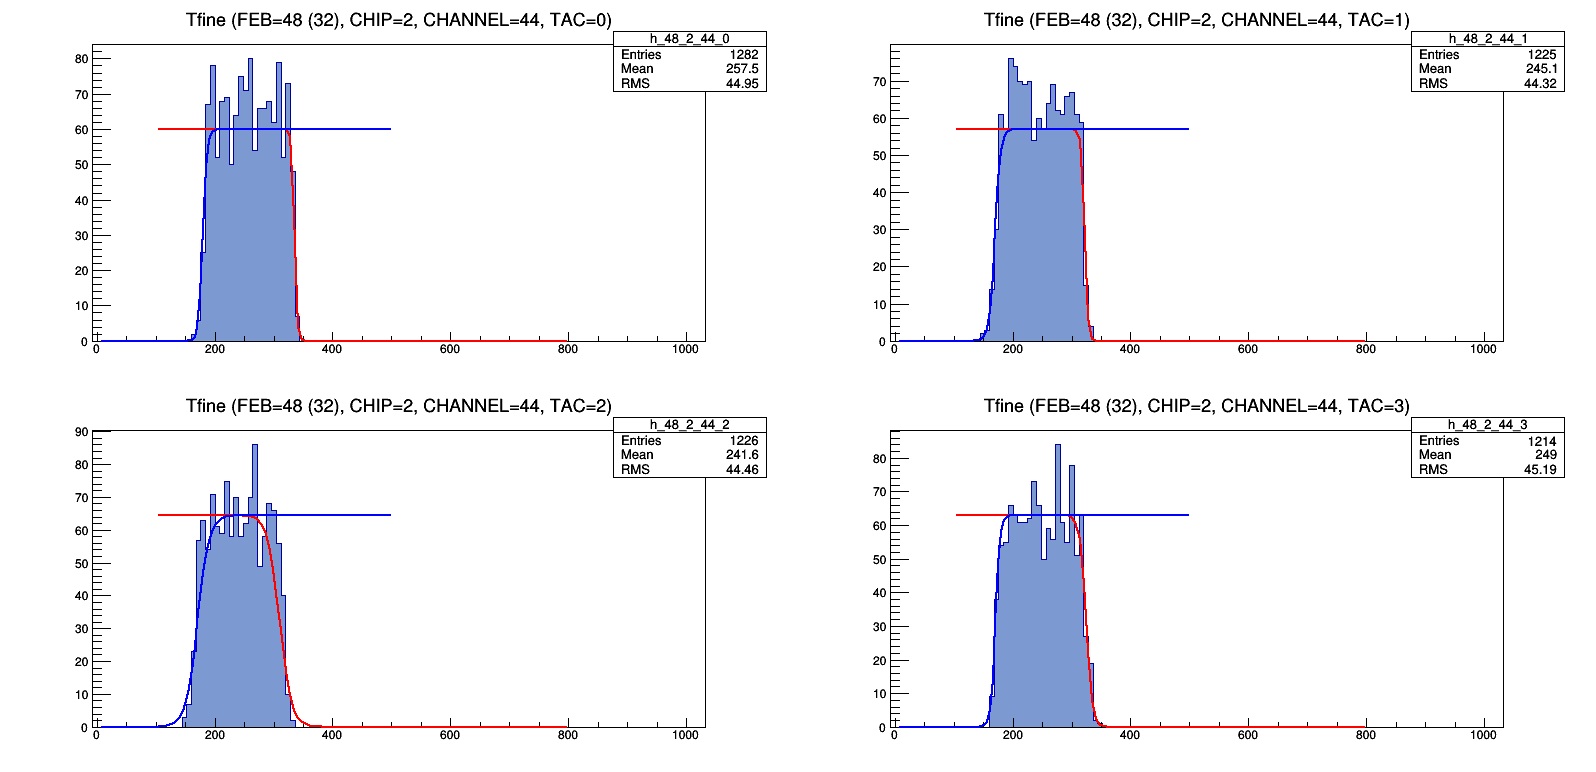 Tfine (FEB=48 (32), CHIP=2, CHANNEL=44, TAC=0)
h_48_2_44_0
Entries 1282
Mean 257.5
RMS 44.95
80
70
60
50
40
30
20
10
0
0 200 400 600 800 1000
Tfine (FEB=48 (32), CHIP=2, CHANNEL=44, TAC=1)
h_48_2_44_1
Entries 1225
Mean 245.1
RMS 44.32
70
60
50
40
30
20
10
0
0 200 400 600 800 1000
Tfine (FEB=48 (32), CHIP=2, CHANNEL=44, TAC=2)
h_48_2_44_2
Entries 1226
Mean 241.6
RMS 44.46
90
80
70
60
50
40
30
20
10
0
0 200 400 600 800 1000
Tfine (FEB=48 (32), CHIP=2, CHANNEL=44, TAC=3)
h_48_2_44_3
Entries 1214
Mean 249
RMS 45.19
80
70
60
50
40
30
20
10
0
0 200 400 600 800 1000